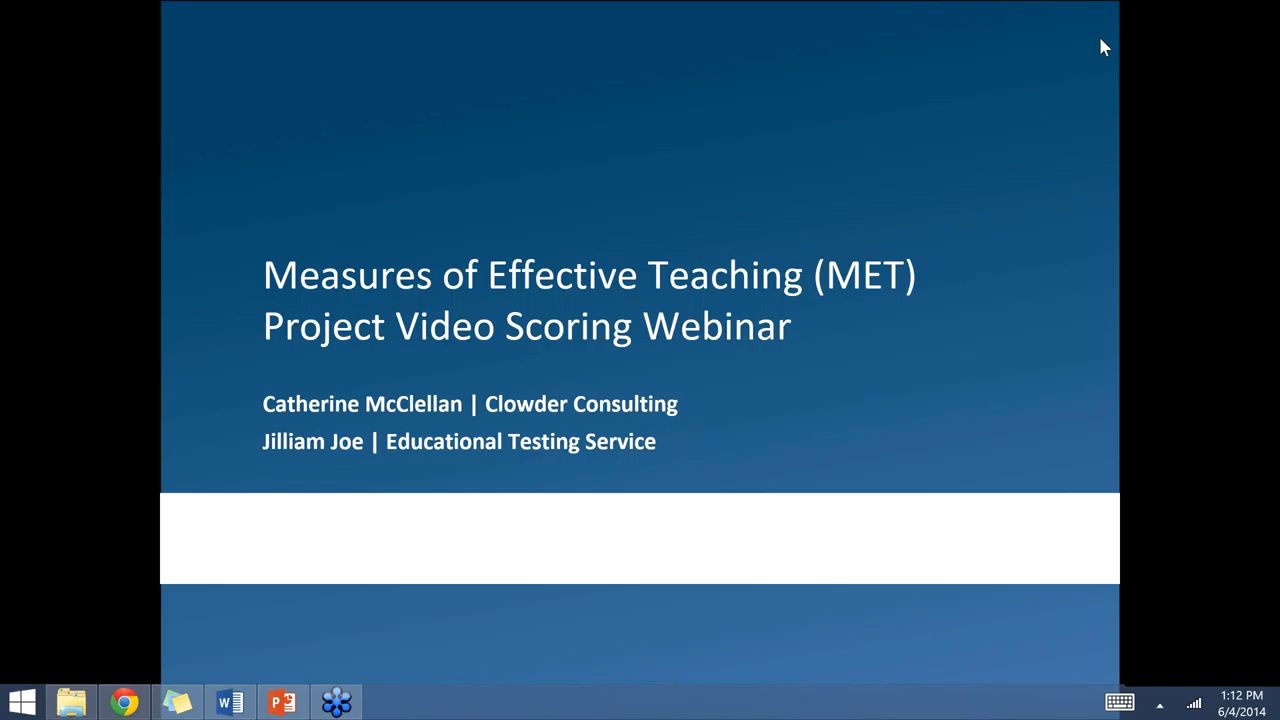 Measures of Effective Teaching (MET)
Project Video Scoring Webinar
Catherine McClellan | Clowder Consulting
Jilliam Joe | Educational Testing Service
1:12 PM
6/4/2014